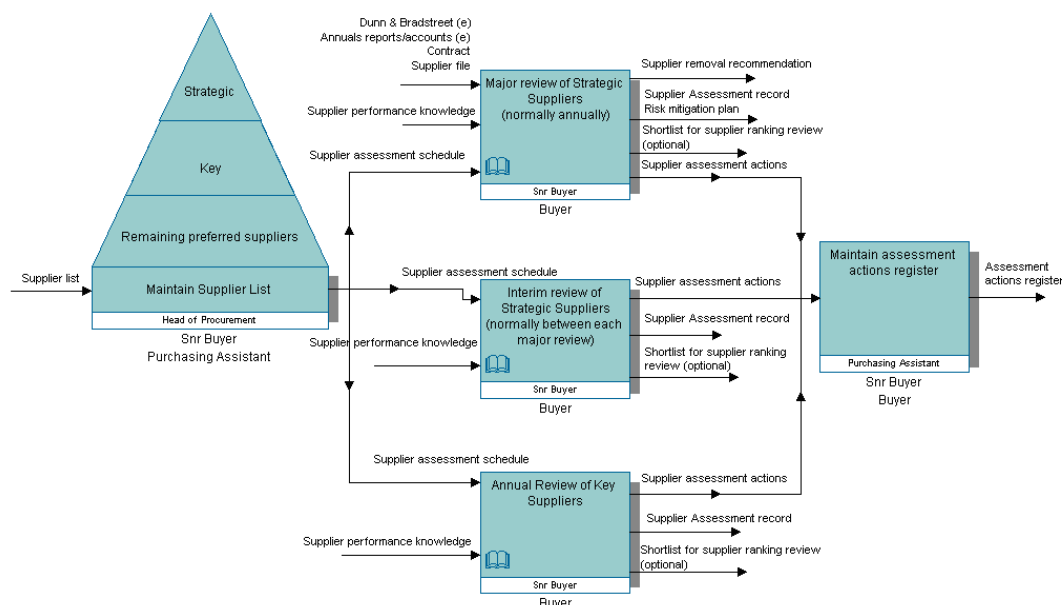 Dunn & Bradstreet (e)
Annuals reports/accounts (e)
Contract
Supplier file
Supplier performance knowledge
Supplier assessment schedule
Strategic
Key
Remaining preferred suppliers
Supplier list
Maintain Supplier List
Head of Procurement
Snr Buyer
Purchasing Assistant
Major review of Strategic
Suppliers
(normally annually)
Snr Buyer
Buyer
Supplier removal recommendation
Supplier Assessment record
Risk mitigation plan
Shortlist for supplier ranking review
(optional)
Supplier assessment actions
Supplier assessment schedule
Supplier performance knowledge
Interim review of
Strategic Suppliers
(normally between each
major review)
Snr Buyer
Buyer
Supplier assessment actions
Supplier Assessment record
Shortlist for supplier ranking
review (optional)
Supplier assessment schedule
Supplier performance knowledge
Annual Review of Key
Suppliers
Snr Buyer
Buyer
Supplier assessment actions
Supplier Assessment record
Shortlist for supplier ranking review
(optional)
Maintain assessment
actions register
Purchasing Assistant
Snr Buyer
Buyer
Assessment
actions register